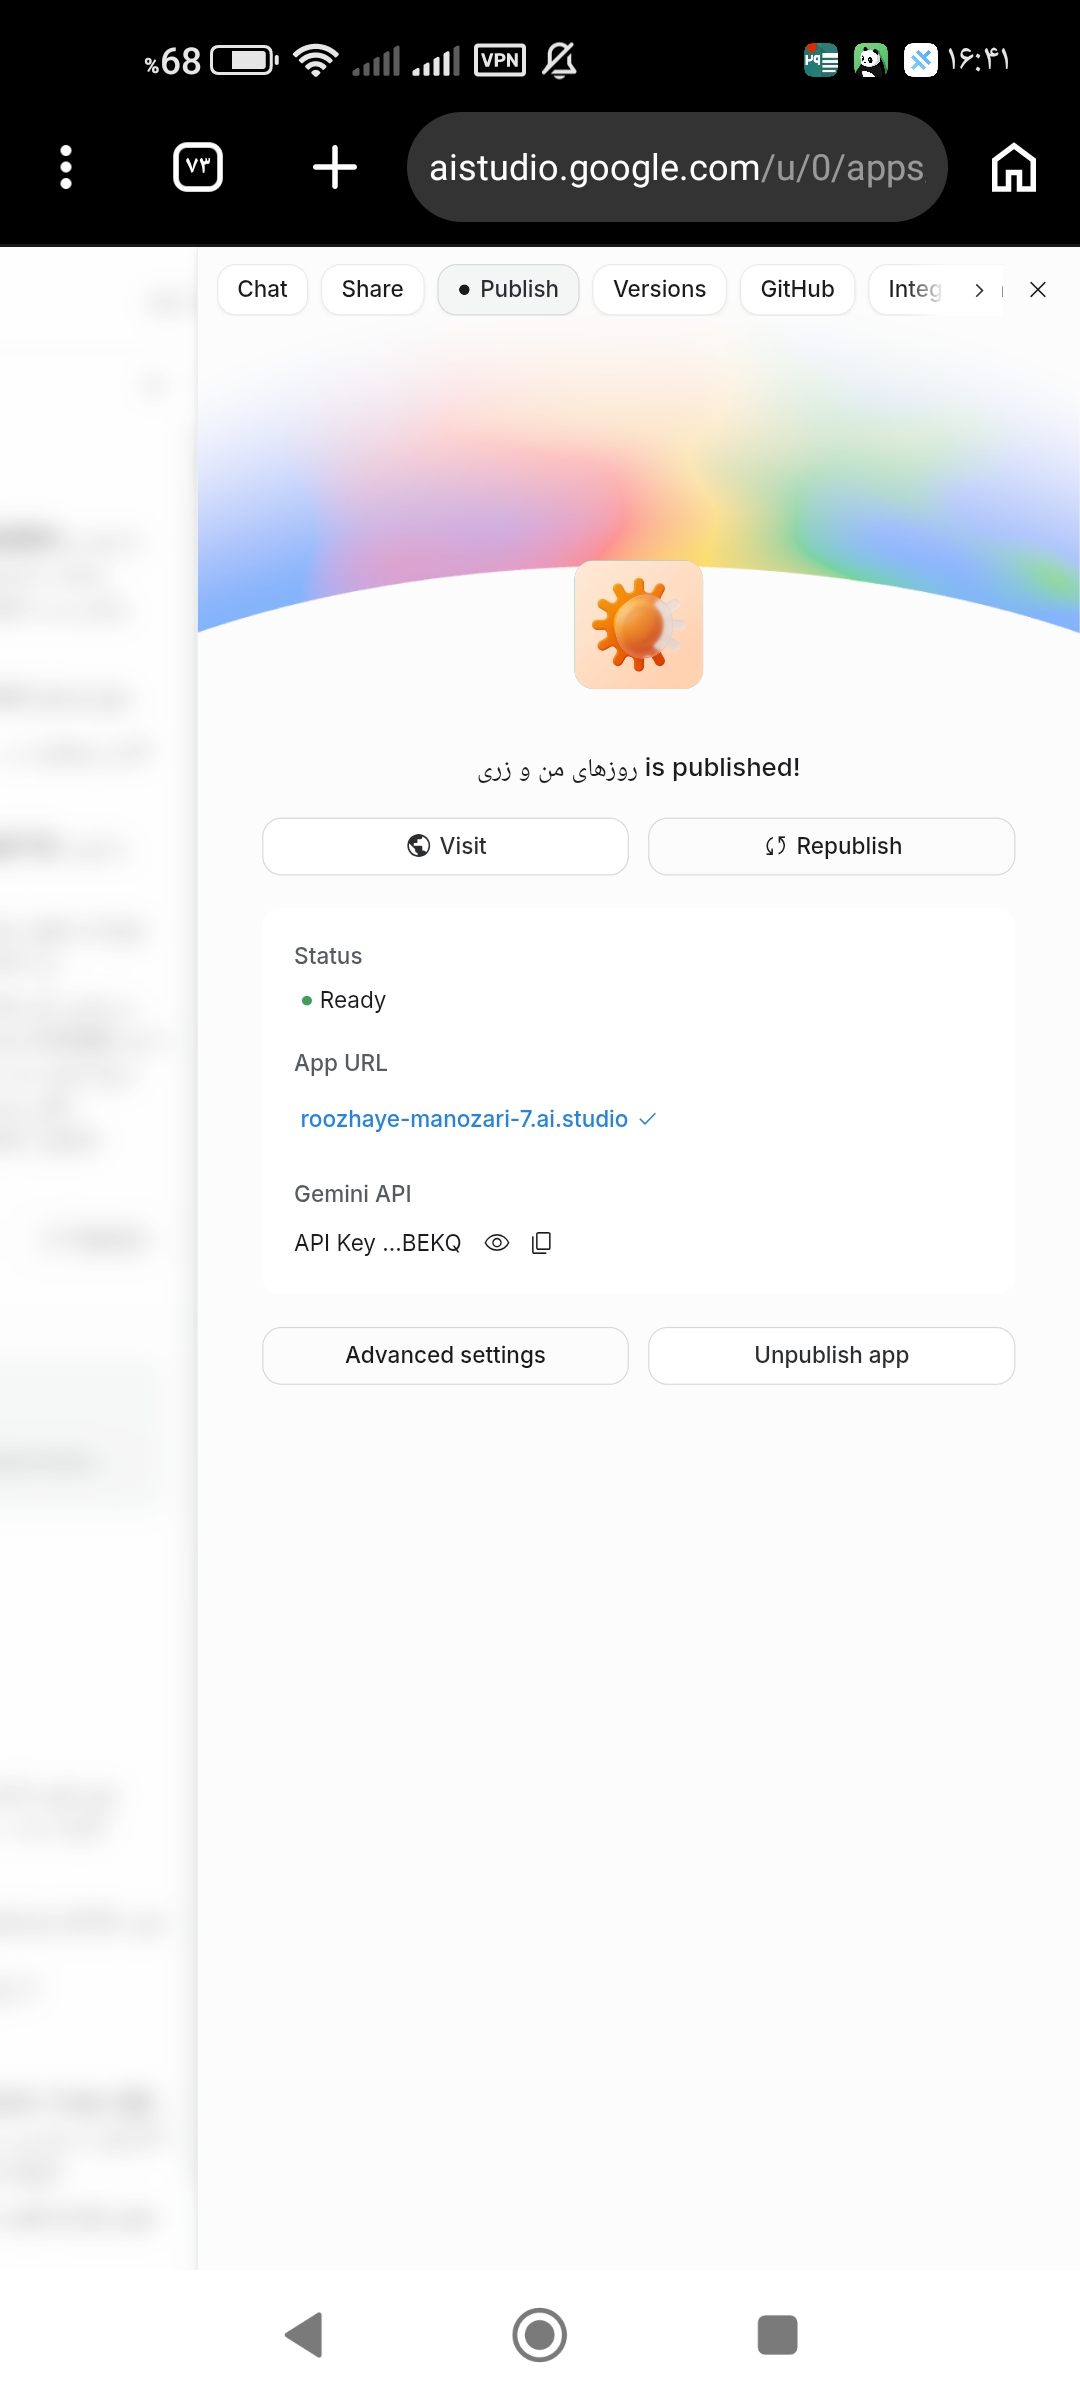 %68
VPN
۱۶:۴۱
۷۳
aistudio.google.com/u/0/apps
Chat
Share
Publish
Versions
GitHub
Integ
روزهای من و زری is published!
Visit
Republish
Status
Ready
App URL
roozhaye-manozari-7.ai.studio
Gemini API
API Key ...BEKQ
Advanced settings
Unpublish app